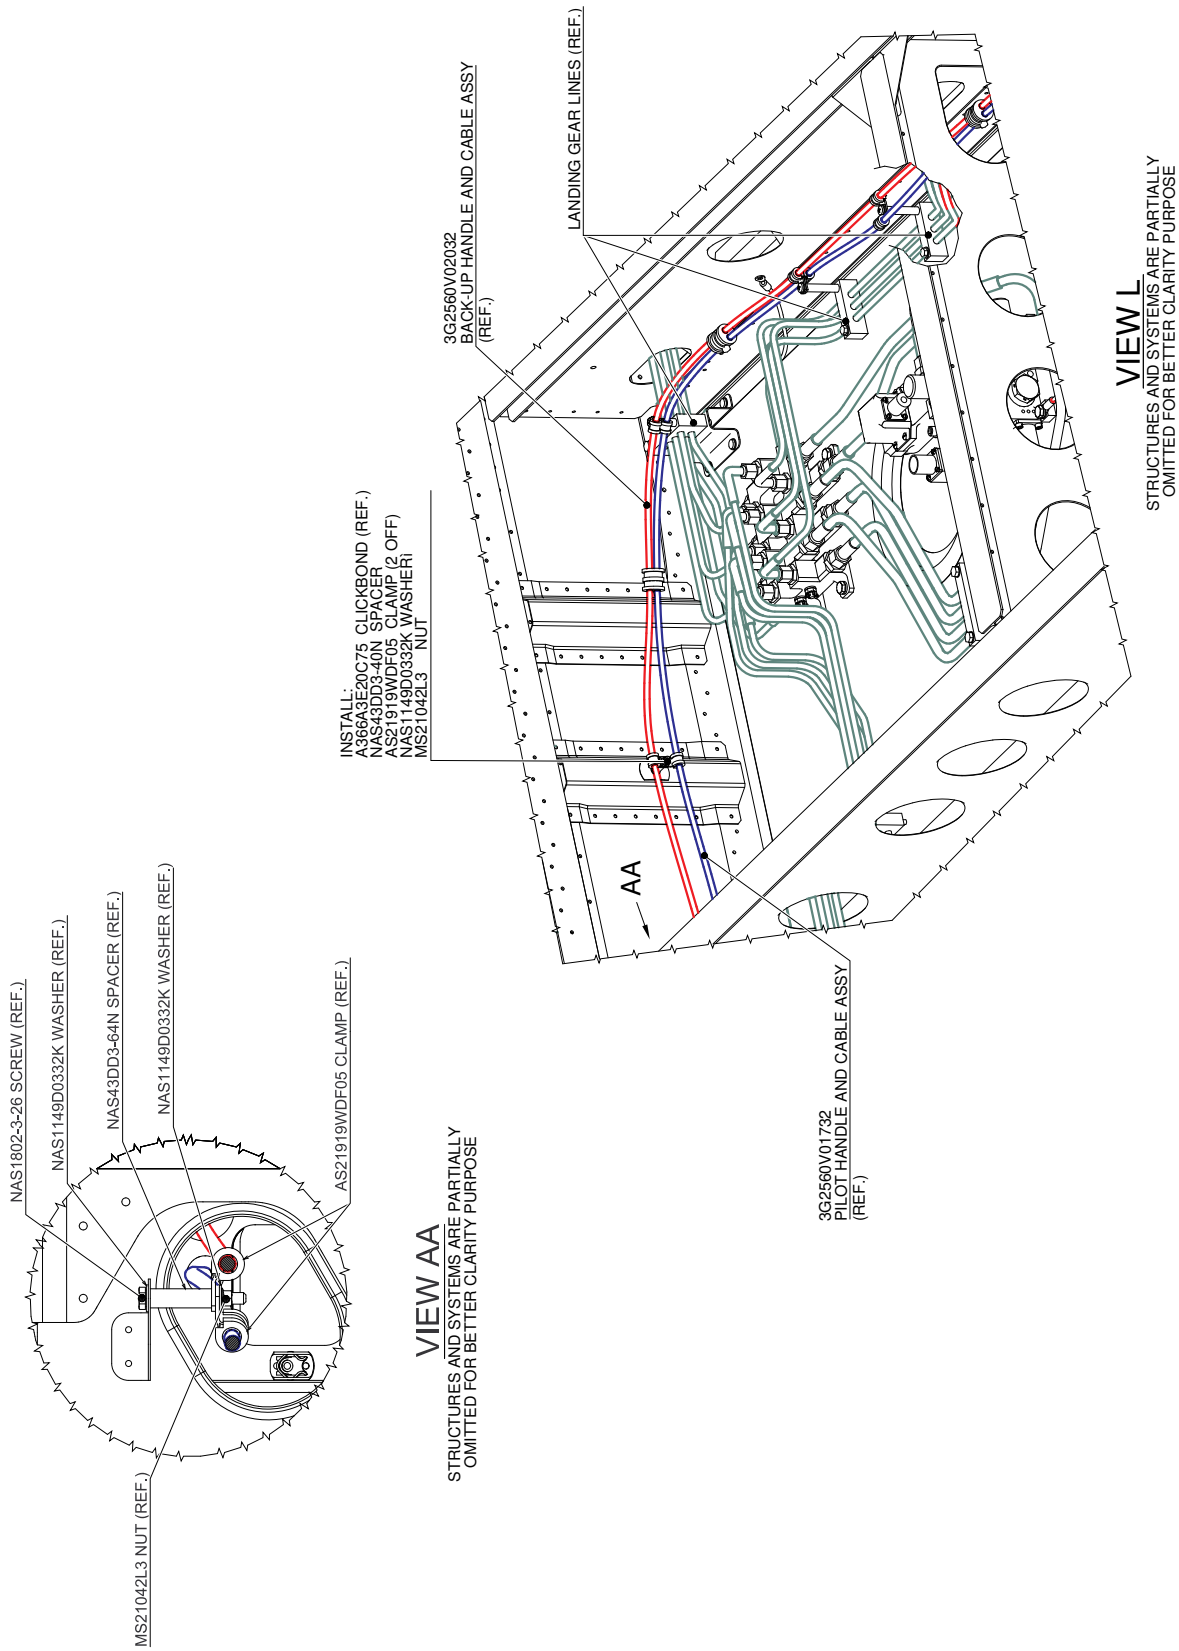 NAS1802-3-26 SCREW (REF.)
NAS1149D0332K WASHER (REF.)
NAS43DD3-64N SPACER (REF.)
NAS1149D0332K WASHER (REF.)
AS21919WDF05 CLAMP (REF.)
MS21042L3 NUT (REF.)
VIEW AA
STRUCTURES AND SYSTEMS ARE PARTIALLY
OMITTED FOR BETTER CLARITY PURPOSE
INSTALL:
A366A3E20C75 CLICKBOND (REF.)
NAS43DD3-40N SPACER
AS21919WDF05 CLAMP (2 OFF)
NAS1149D0332K WASHERi
MS21042L3 NUT
3G2560V02032
BACK-UP HANDLE AND CABLE ASSY
(REF.)
LANDING GEAR LINES (REF.)
AA
3G2560V01732
PILOT HANDLE AND CABLE ASSY
(REF.)
VIEW L
STRUCTURES AND SYSTEMS ARE PARTIALLY
OMITTED FOR BETTER CLARITY PURPOSE